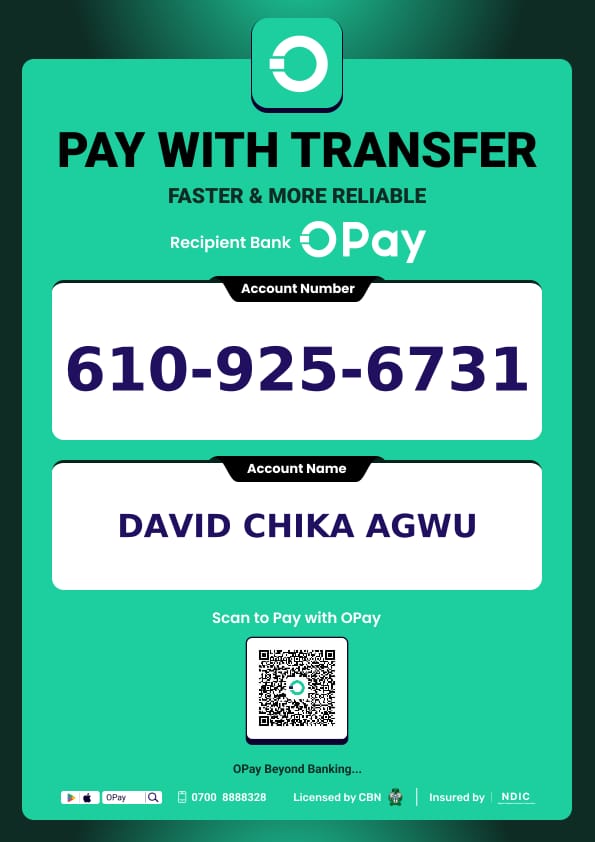 PAY WITH TRANSFER
FASTER & MORE RELIABLE
Recipient Bank OPay
Account Number
610-925-6731
Account Name
DAVID CHIKA AGWU
Scan to Pay with OPay
OPay Beyond Banking...
OPay 0700 8888328 Licensed by CBN Insured by NDIC